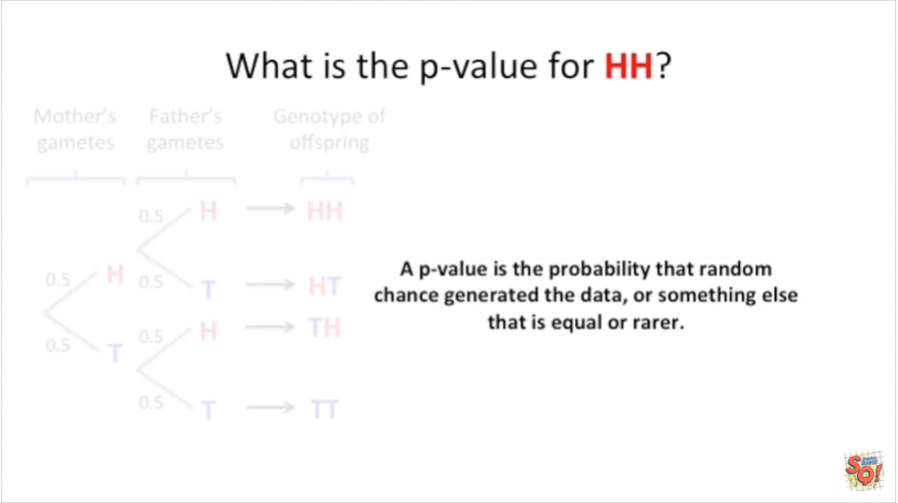 What is the p-value for HH?
Mother's Father's Genotype of
gametes gametes offspring
0.5 H HH
0.5 H 0.5 T HT
0.5 T 0.5 H TH
0.5 T TT
A p-value is the probability that random
chance generated the data, or something else
that is equal or rarer.
SQ!